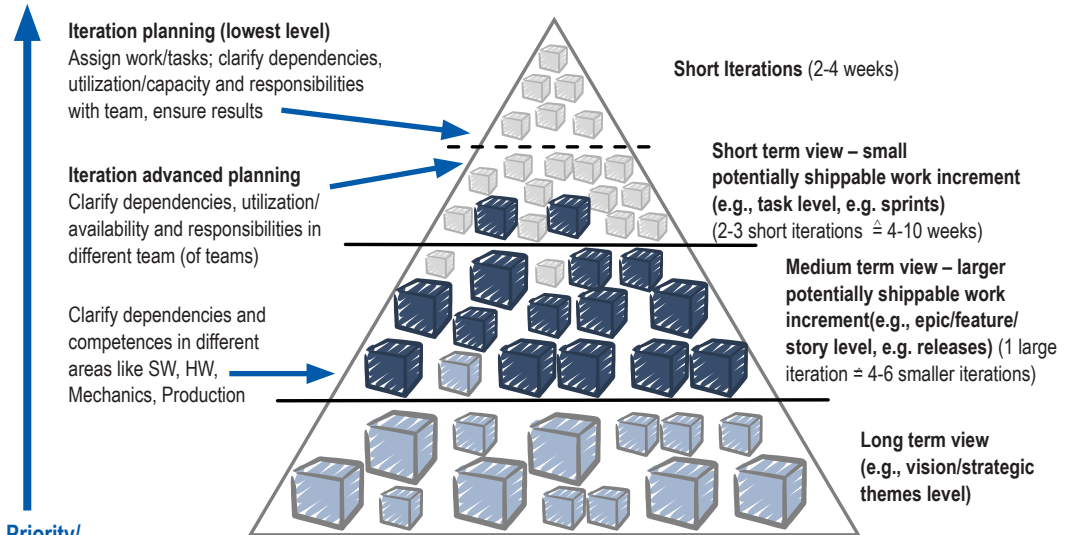 Iteration planning (lowest level)
Assign work/tasks; clarify dependencies,
utilization/capacity and responsibilities
with team, ensure results
Short Iterations (2-4 weeks)
Iteration advanced planning
Clarify dependencies, utilization/
availability and responsibilities in
different team (of teams)
Short term view – small
potentially shippable work increment
(e.g., task level, e.g. sprints)
(2-3 short iterations ≙ 4-10 weeks)
Clarify dependencies and
competences in different
areas like SW, HW,
Mechanics, Production
Medium term view – larger
potentially shippable work
increment(e.g., epic/feature/
story level, e.g. releases) (1 large
iteration ≙ 4-6 smaller iterations)
Long term view
(e.g., vision/strategic
themes level)
Priority/